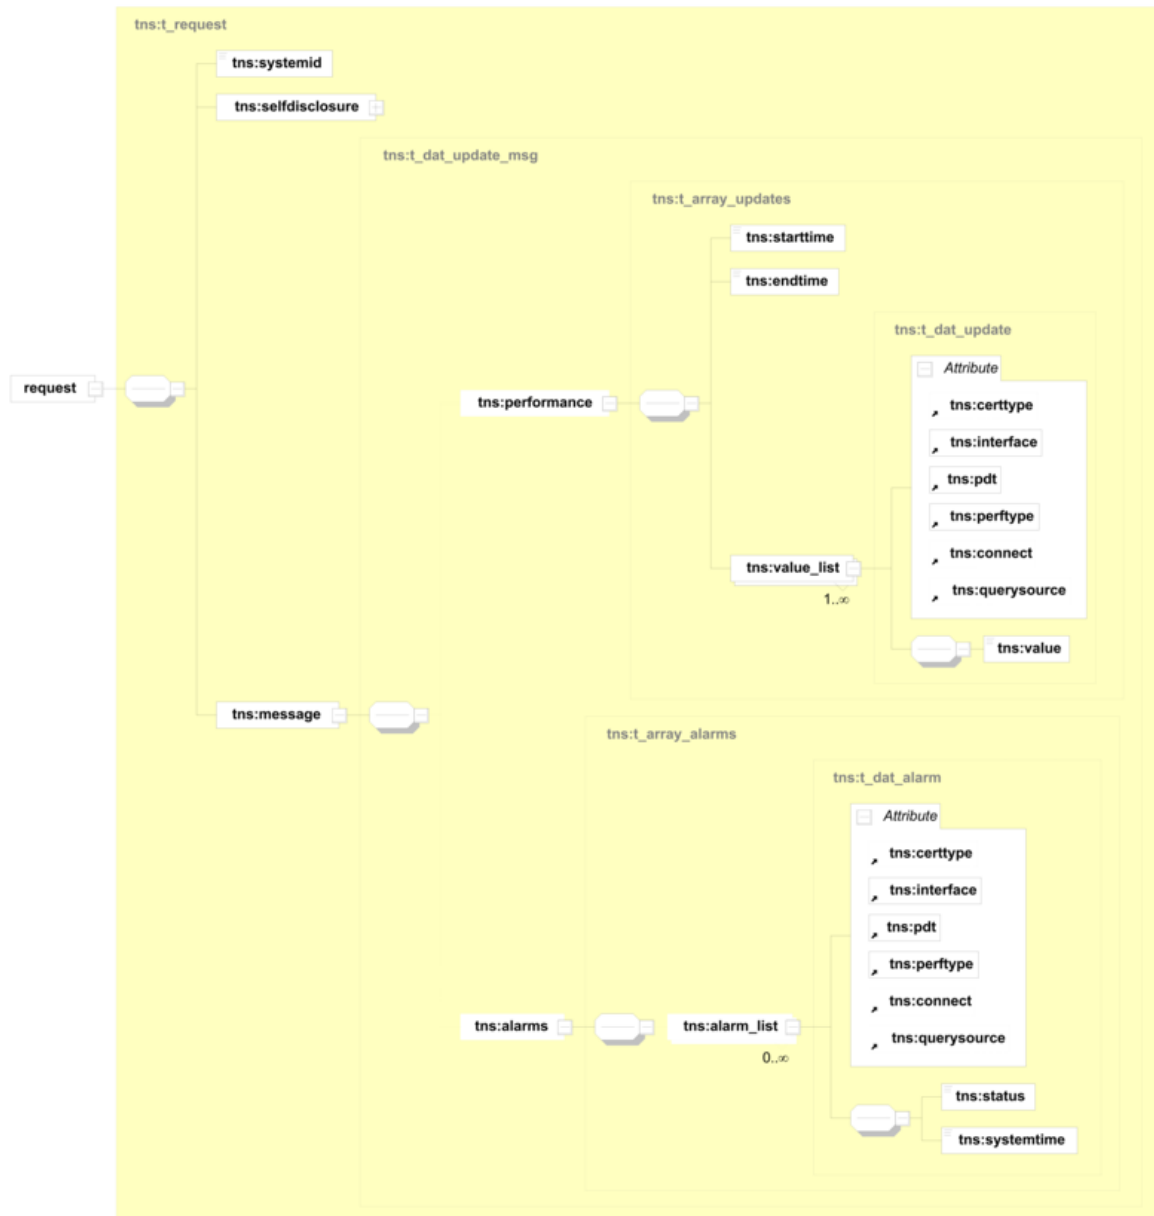 tns:t_request
tns:systemid
tns:selfdisclosure
tns:t_dat_update_msg
tns:t_array_updates
tns:starttime
tns:endtime
tns:t_dat_update
Attribute
tns:certtype
tns:interface
tns:pdt
tns:perftype
tns:connect
tns:querysource
request
tns:performance
tns:value_list
1..∞
tns:value
tns:message
tns:t_array_alarms
tns:t_dat_alarm
Attribute
tns:certtype
tns:interface
tns:pdt
tns:perftype
tns:connect
tns:querysource
tns:alarms
tns:alarm_list
0..∞
tns:status
tns:systemtime